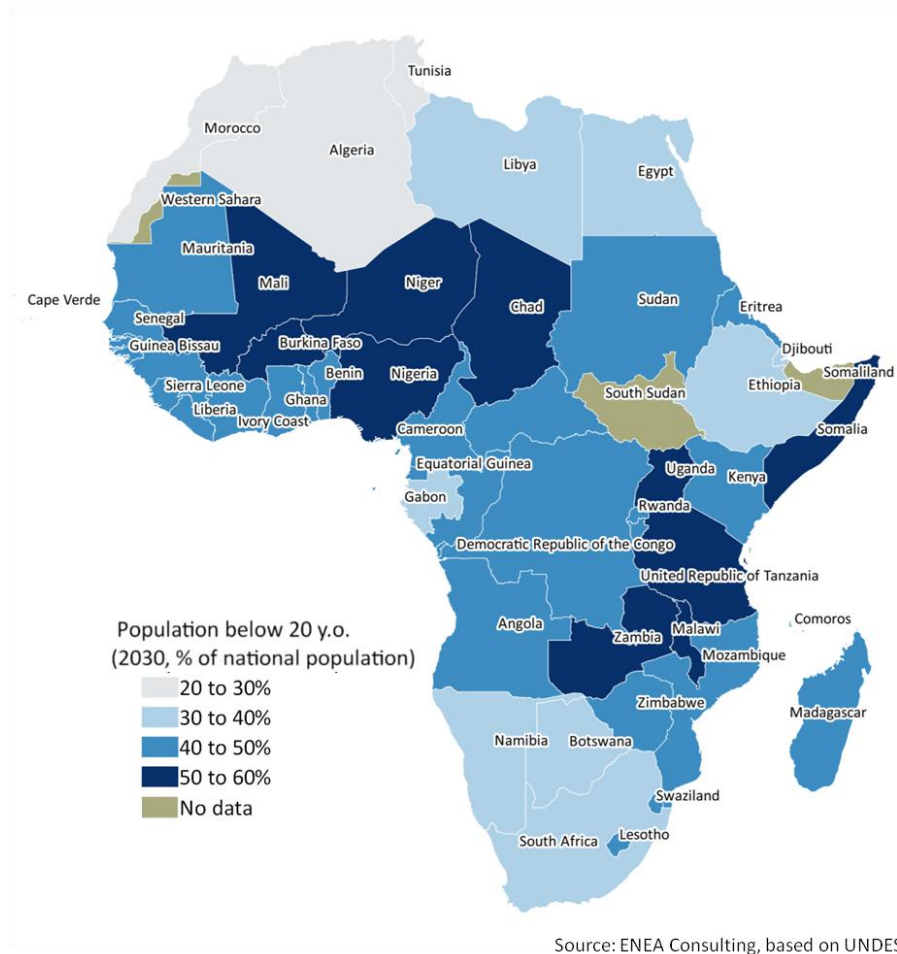 Tunisia
Morocco
Algeria
Libya
Egypt
Western Sahara
Mauritania
Mali
Niger
Chad
Sudan
Eritrea
Cape Verde
Senegal
Guinea Bissau
Burkina Faso
Djibouti
Benin
Nigeria
Somaliland
Sierra Leone
Ethiopia
South Sudan
Ghana
Liberia
Ivory Coast
Cameroon
Somalia
Equatorial Guinea
Uganda
Kenya
Gabon
Rwanda
Democratic Republic of the Congo
United Republic of Tanzania
Angola
Comoros
Zambia
Malawi
Mozambique
Zimbabwe
Madagascar
Namibia
Botswana
Swaziland
Lesotho
South Africa
Population below 20 y.o.
(2030, % of national population)
20 to 30%
30 to 40%
40 to 50%
50 to 60%
No data
Source: ENEA Consulting, based on UNDES